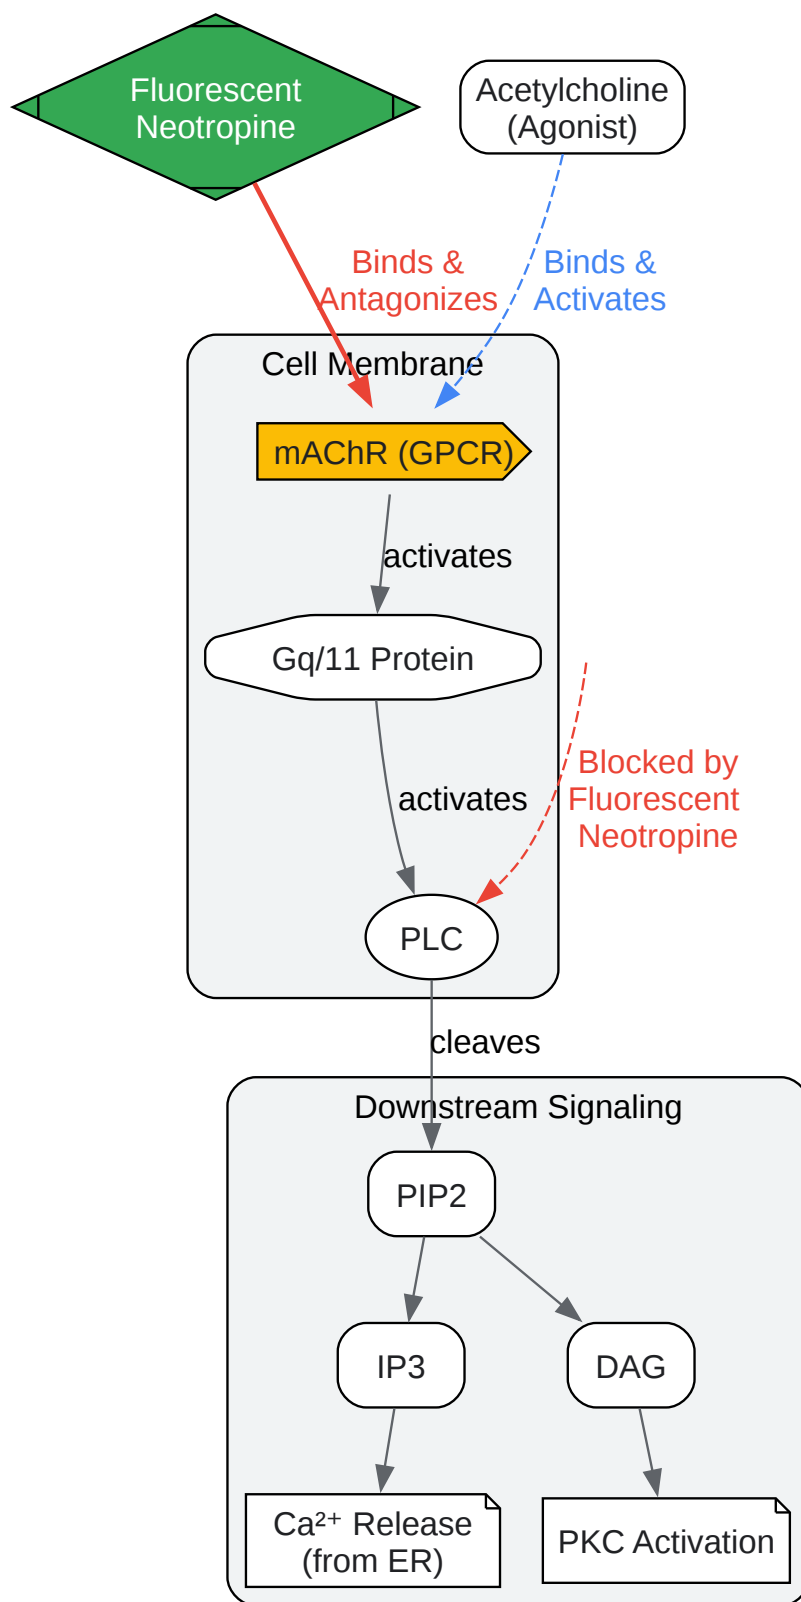 Fluorescent
Neotropine
Acetylcholine
(Agonist)
Binds &
Antagonizes
Binds &
Activates
Cell Membrane
mAChR (GPCR)
activates
Gq/11 Protein
activates
Blocked by
Fluorescent
Neotropine
PLC
cleaves
Downstream Signaling
PIP2
IP3
DAG
Ca²⁺ Release
(from ER)
PKC Activation